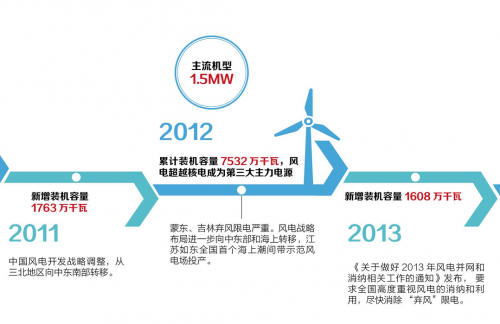 主流机型
1.5MW
2012
累计装机容量 7532 万千瓦，风
电超越核电成为第三大主力电源
蒙东、吉林弃风限电严重。风电战略
布局进一步向中东部和海上转移，江
苏如东全国首个海上潮间带示范风
电场投产。
新增装机容量
1763 万千瓦
2011
中国风电开发战略调整，从
三北地区向中东南部转移。
新增装机容量 1608 万千瓦
2013
《关于做好 2013 年风电并网和
消纳相关工作的通知》发布，要
求全国高度重视风电的消纳和利
用，尽快消除 “弃风”限电。